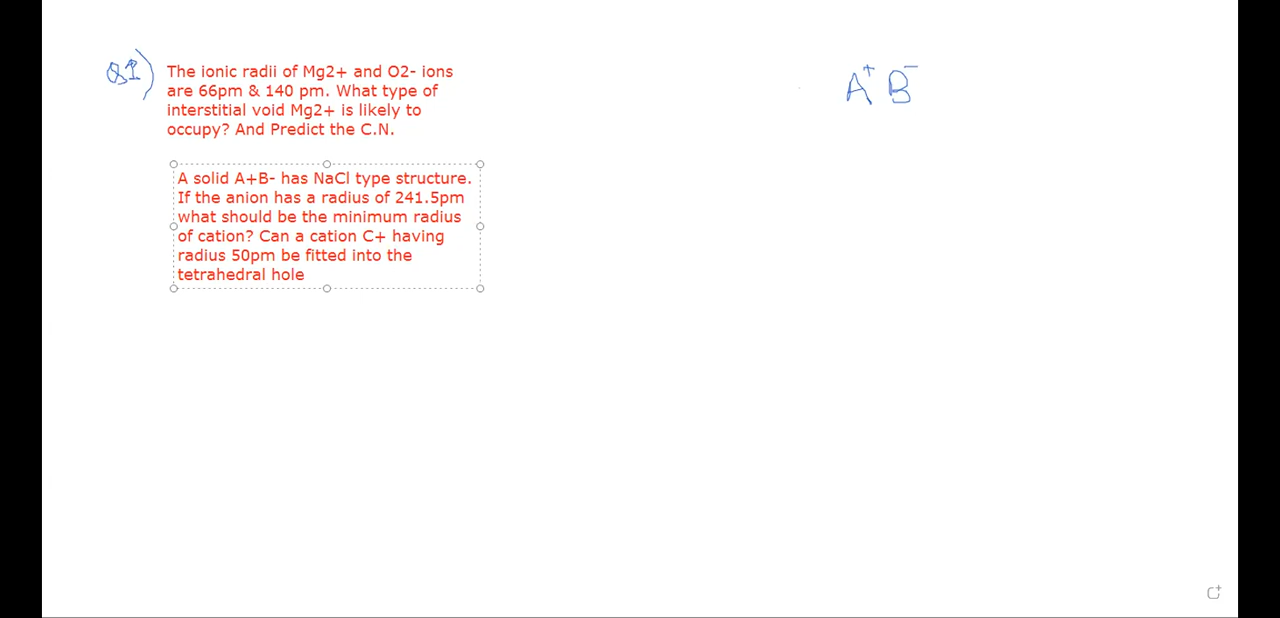 Q1)
The ionic radii of Mg2+ and O2- ions
are 66pm & 140 pm. What type of
interstitial void Mg2+ is likely to
occupy? And Predict the C.N.
A+ B-
A solid A+B- has NaCl type structure.
If the anion has a radius of 241.5pm
what should be the minimum radius
of cation? Can a cation C+ having
radius 50pm be fitted into the
tetrahedral hole